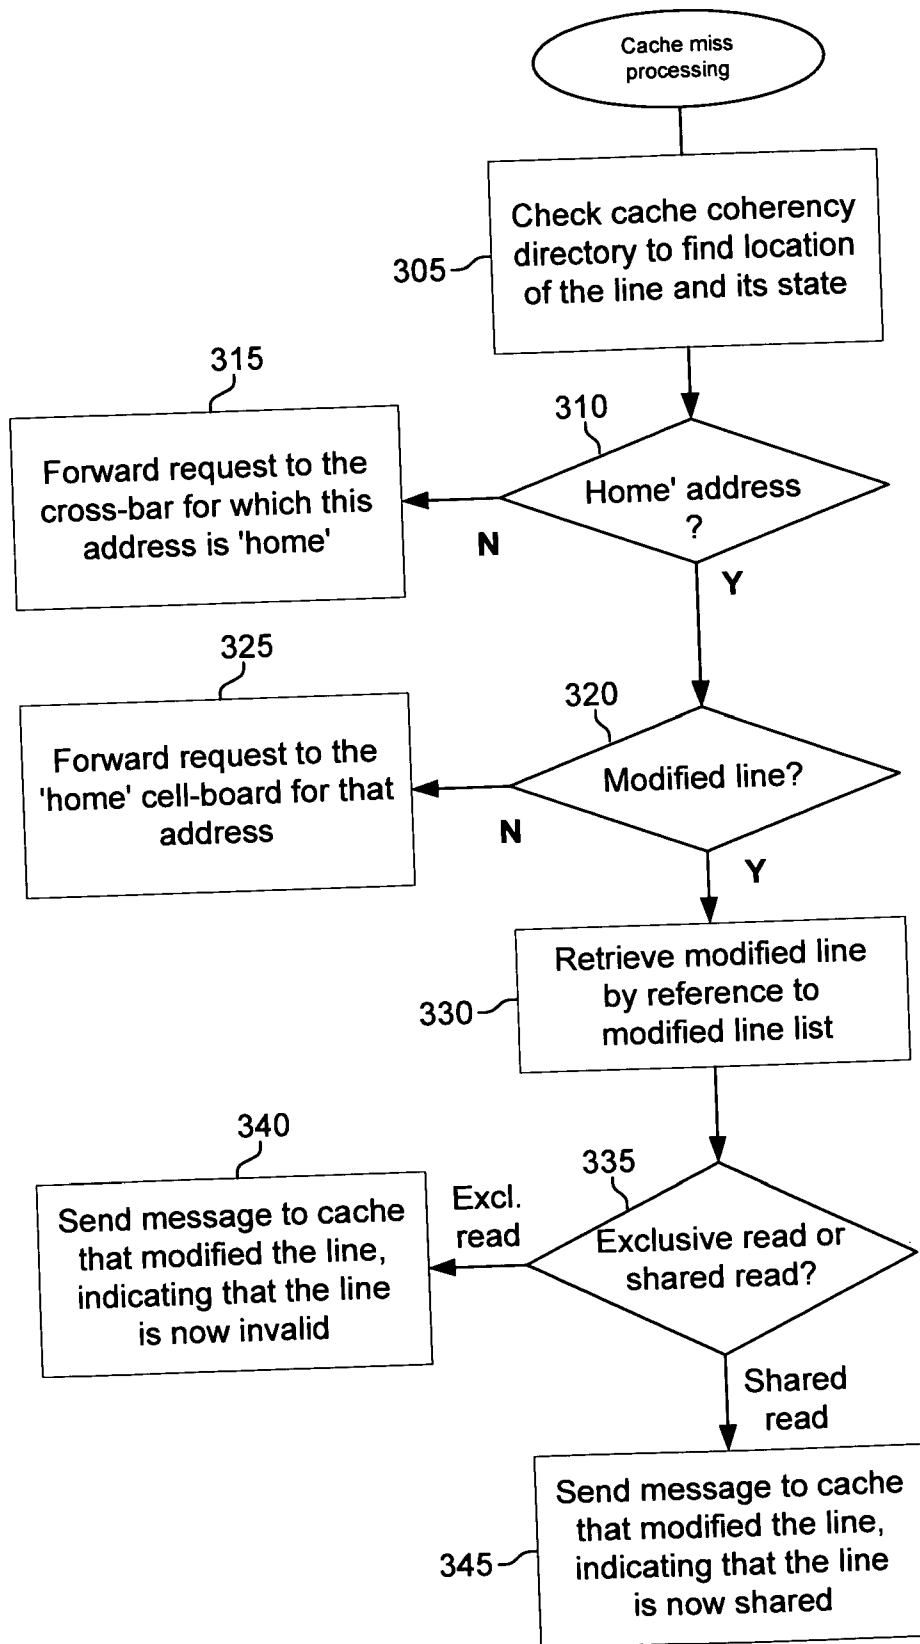 Cache miss
processing
Check cache coherency
directory to find location
of the line and its state
305
315
310
Forward request to the
cross-bar for which this
address is 'home'
Home' address
?
N
Y
325
320
Forward request to the
'home' cell-board for that
address
Modified line?
N
Y
Retrieve modified line
by reference to
modified line list
330
340
335
Send message to cache
that modified the line,
indicating that the line
is now invalid
Excl.
read
Exclusive read or
shared read?
Shared
read
Send message to cache
that modified the line,
indicating that the line
is now shared
345